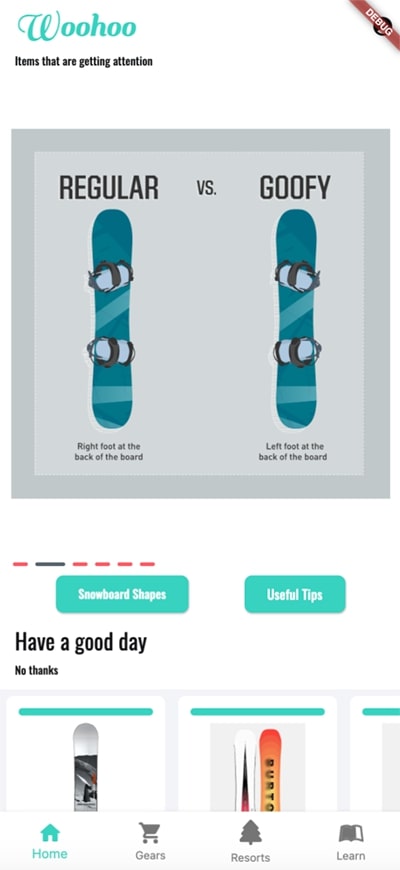 Woohoo
DEBUG
Items that are getting attention
REGULAR VS. GOOFY
Right foot at the
back of the board
Left foot at the
back of the board
Snowboard Shapes
Useful Tips
Have a good day
No thanks
BURTO
Home
Gears
Resorts
Learn